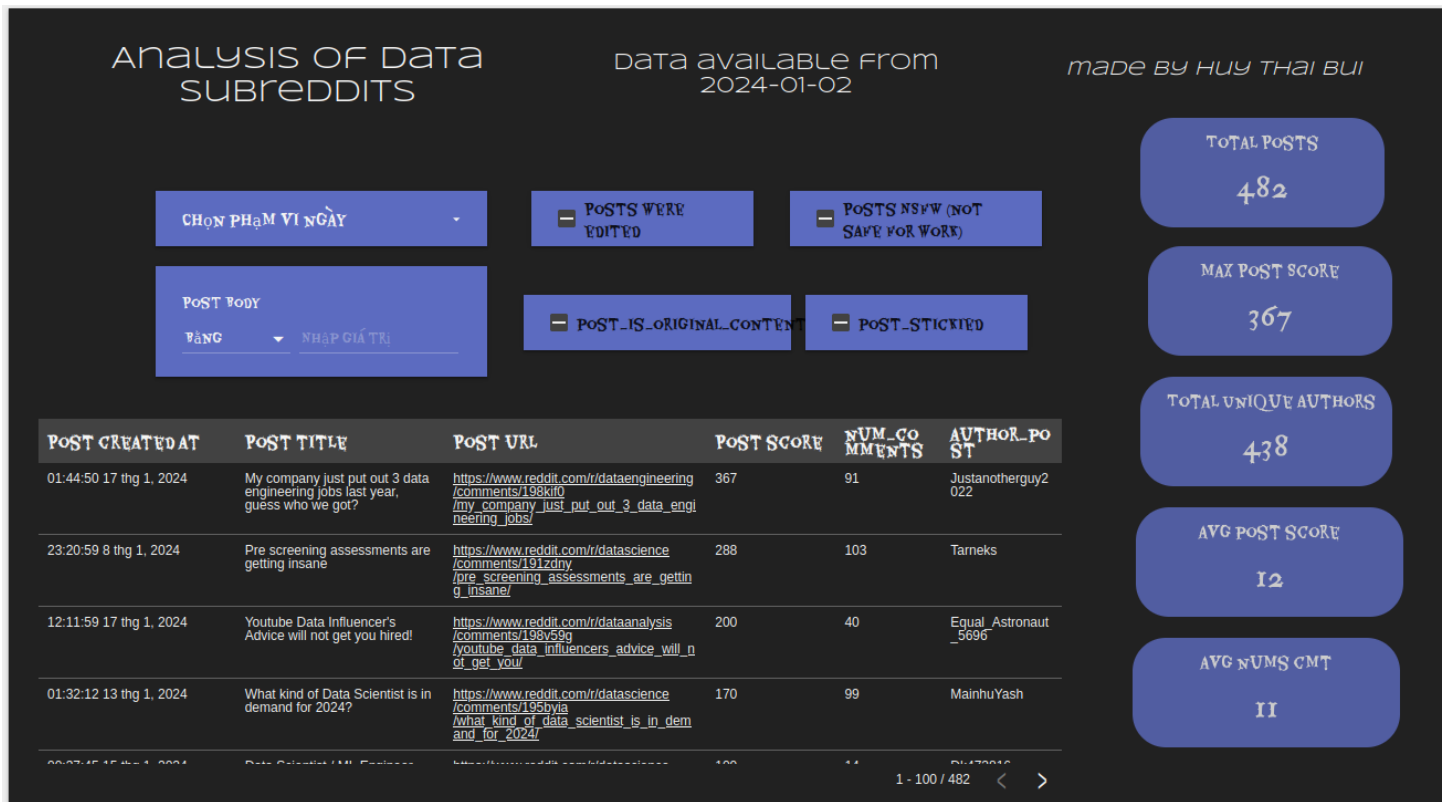 Analysis of Data
subreddits
Data available from
2024-01-02
made by Huy Thai Bui
TOTAL POSTS
482
CHỌN PHẠM VI NGÀY
POSTS WERE
EDITED
POSTS NSFW (NOT
SAFE FOR WORK)
MAX POST SCORE
367
POST BODY
BẰNG
NHẬP GIÁ TRỊ
POST_IS_ORIGINAL_CONTENT
POST_STICKIED
TOTAL UNIQUE AUTHORS
438
POST CREATED AT
POST TITLE
POST URL
POST SCORE
NUM_CO
MMENTS
AUTHOR_PO
ST
01:44:50 17 thg 1, 2024
My company just put out 3 data
engineering jobs last year,
guess who we got?
https://www.reddit.com/r/dataengineering
/comments/198kif0
/my_company_just_put_out_3_data_engi
neering_jobs/
367
91
Justanotherguy2
022
AVG POST SCORE
12
23:20:59 8 thg 1, 2024
Pre screening assessments are
getting insane
https://www.reddit.com/r/datascience
/comments/191zdny
/pre_screening_assessments_are_gettin
g_insane/
288
103
Tarneks
12:11:59 17 thg 1, 2024
Youtube Data Influencer's
Advice will not get you hired!
https://www.reddit.com/r/dataanalysis
/comments/198v59g
/youtube_data_influencers_advice_will_n
ot_get_you/
200
40
Equal_Astronaut
_5696
AVG NUMS CMT
11
01:32:12 13 thg 1, 2024
What kind of Data Scientist is in
demand for 2024?
https://www.reddit.com/r/datascience
/comments/195byia
/what_kind_of_data_scientist_is_in_dem
and_for_2024/
170
99
MainhuYash
Data Scientist / ML Engineer
https://www.reddit.com/r/datascience
1 - 100 / 482